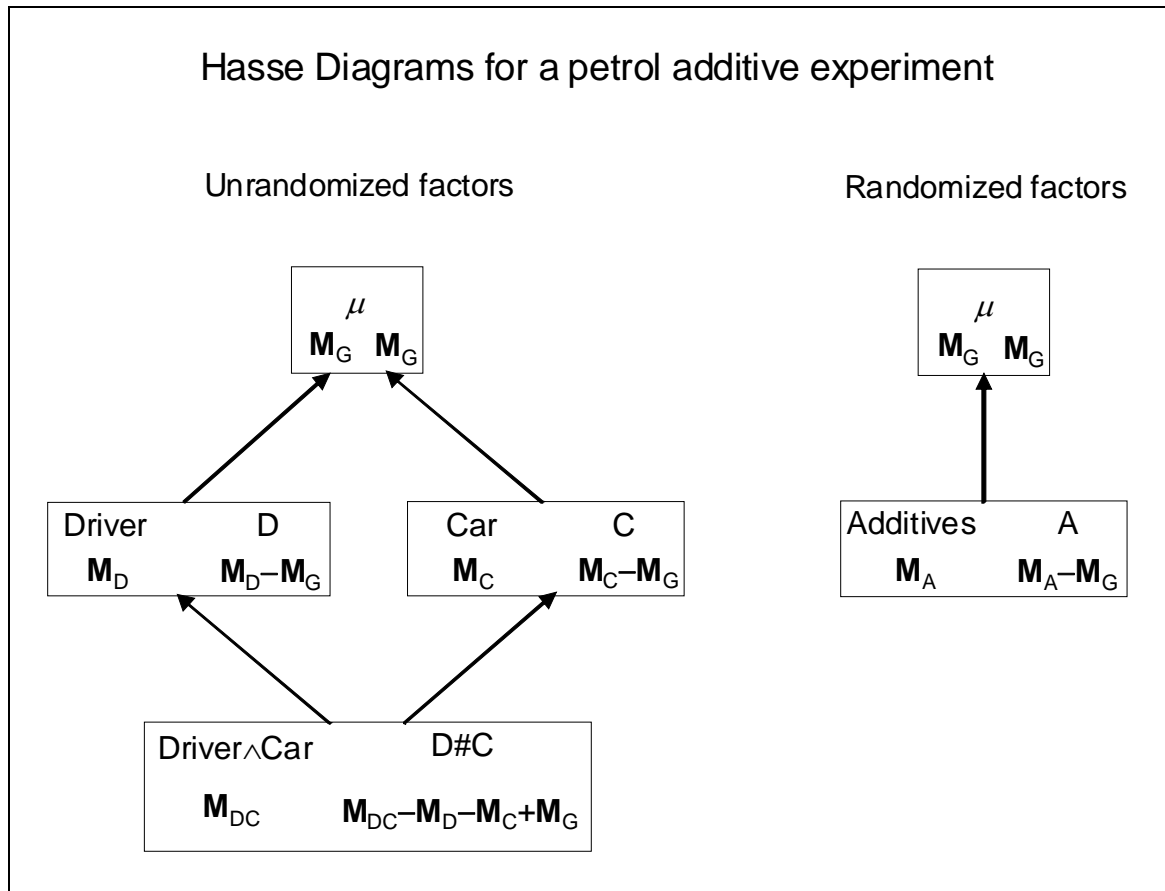 Hasse Diagrams for a petrol additive experiment
Unrandomized factors
Randomized factors
μ
M_G M_G
μ
M_G M_G
Driver D
M_D M_D–M_G
Car C
M_C M_C–M_G
Additives A
M_A M_A–M_G
Driver∧Car D#C
M_DC M_DC–M_D–M_C+M_G